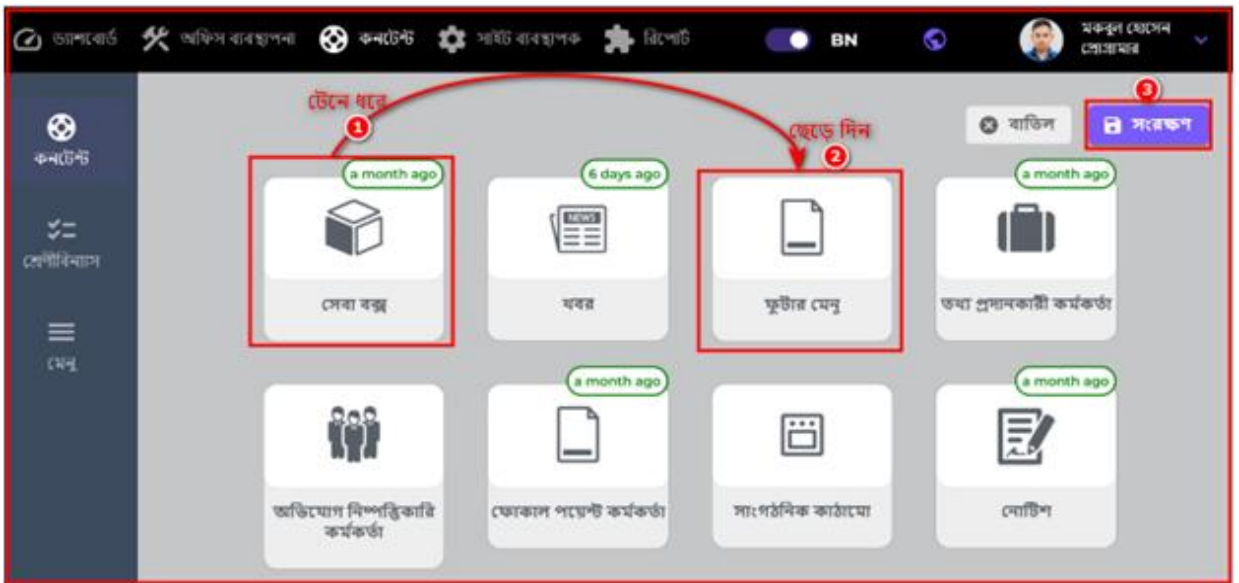 ড্যাশবোর্ড অফিস ব্যবস্থাপনা কনটেন্ট সাইট ব্যবস্থাপক রিপোর্ট BN মকবুল হোসেন
প্রোগ্রামার
টেনে ধরে
1
ছেড়ে দিন
2
3
বাতিল সংরক্ষণ
কনটেন্ট
শ্রেণীবিন্যাস
মেনু
a month ago 6 days ago a month ago
NEWS
সেবা বক্স খবর ফুটার মেনু তথ্য প্রদানকারী কর্মকর্তা
a month ago a month ago
অভিযোগ নিষ্পত্তিকারি ফোকাল পয়েন্ট কর্মকর্তা সাংগঠনিক কাঠামো নোটিশ
কর্মকর্তা